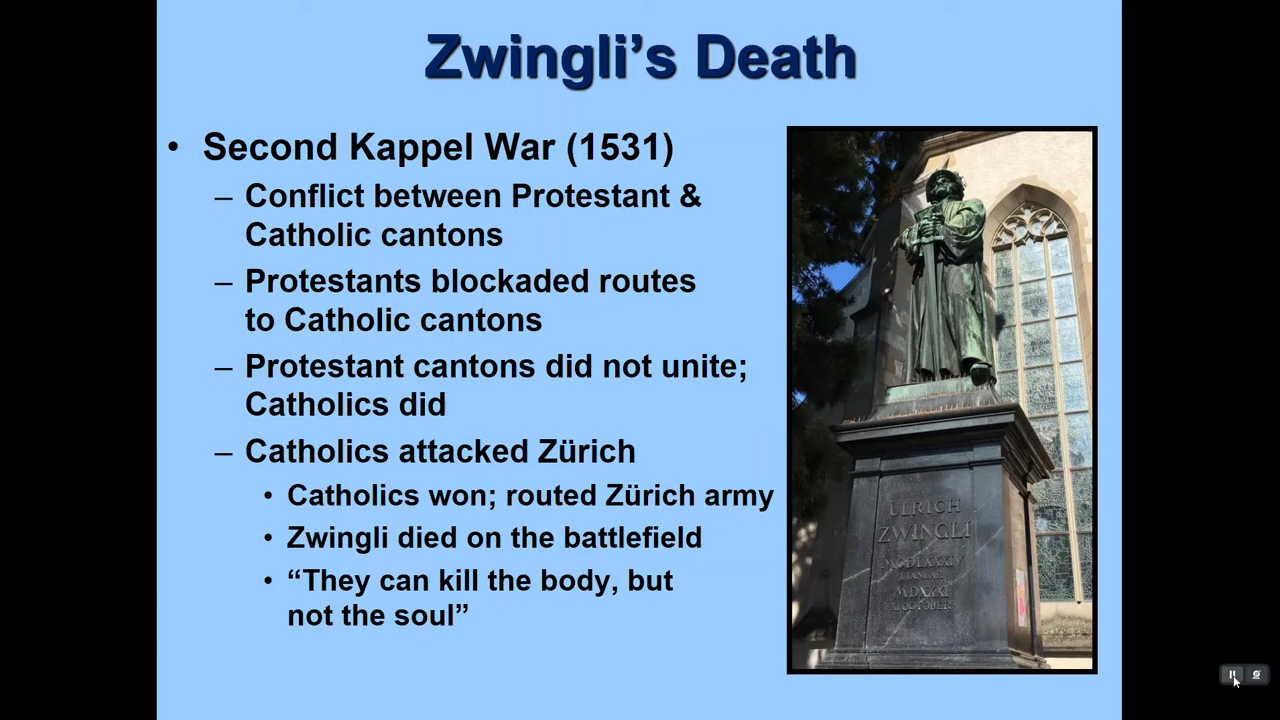 Zwingli’s Death
• Second Kappel War (1531)
– Conflict between Protestant &
Catholic cantons
– Protestants blockaded routes
to Catholic cantons
– Protestant cantons did not unite;
Catholics did
– Catholics attacked Zürich
• Catholics won; routed Zürich army
• Zwingli died on the battlefield
• “They can kill the body, but
not the soul”
ULRICH
ZWINGLI
JANUAR
MDXXXI
OCTOBER